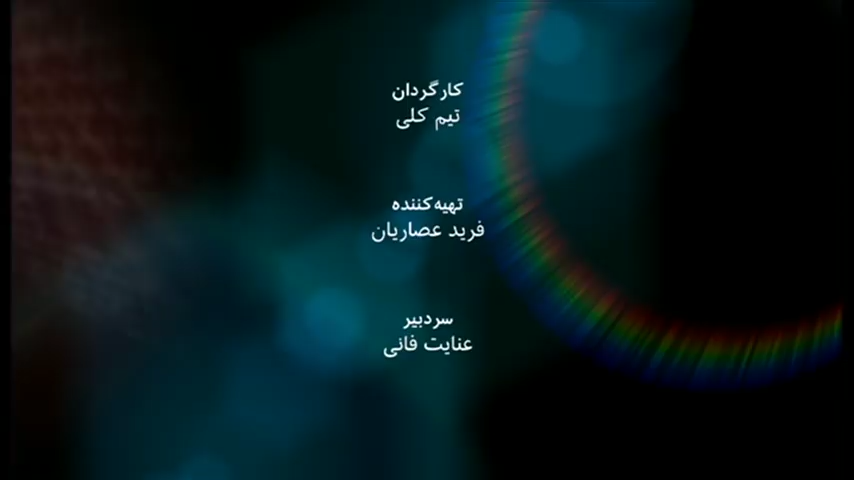 کارگردان
تیم کلی
تهیه‌کننده
فرید عصاریان
سردبیر
عنایت فانی